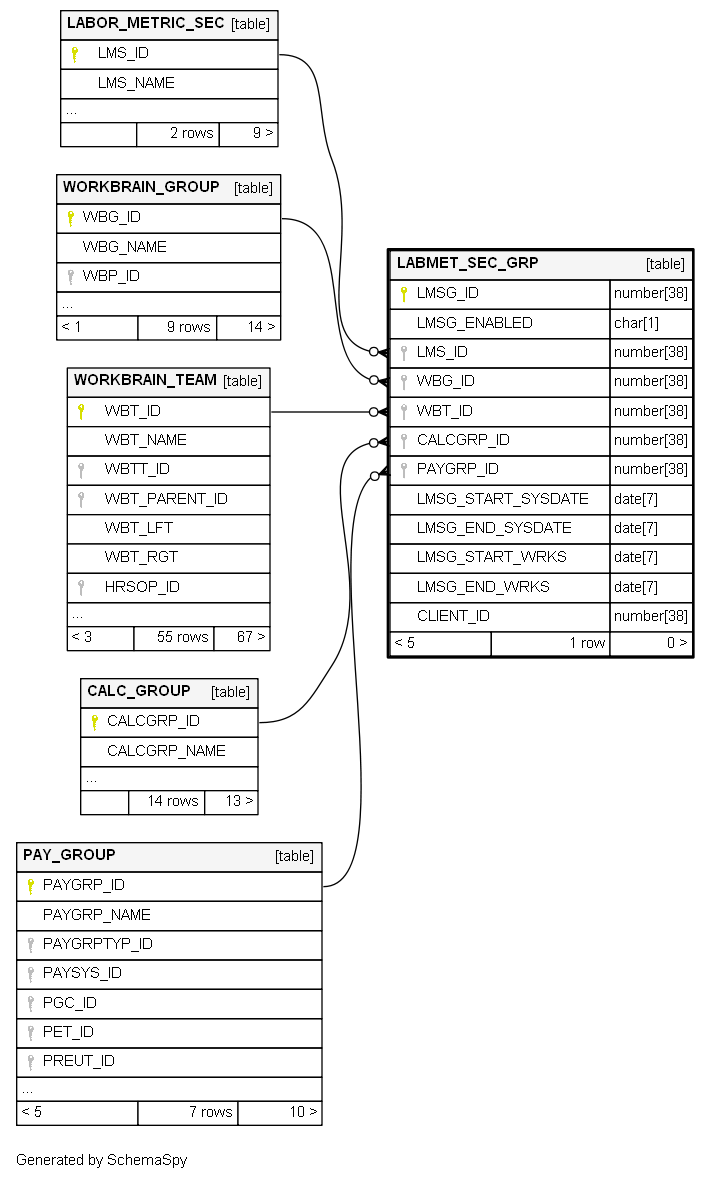 LABOR_METRIC_SEC [table]
LMS_ID
LMS_NAME
...
2 rows 9 >
WORKBRAIN_GROUP [table]
WBG_ID
WBG_NAME
WBP_ID
...
< 1 9 rows 14 >
WORKBRAIN_TEAM [table]
WBT_ID
WBT_NAME
WBTT_ID
WBT_PARENT_ID
WBT_LFT
WBT_RGT
HRSOP_ID
...
< 3 55 rows 67 >
CALC_GROUP [table]
CALCGRP_ID
CALCGRP_NAME
...
14 rows 13 >
PAY_GROUP [table]
PAYGRP_ID
PAYGRP_NAME
PAYGRPTYP_ID
PAYSYS_ID
PGC_ID
PET_ID
PREUT_ID
...
< 5 7 rows 10 >
LABMET_SEC_GRP [table]
LMSG_ID number[38]
LMSG_ENABLED char[1]
LMS_ID number[38]
WBG_ID number[38]
WBT_ID number[38]
CALCGRP_ID number[38]
PAYGRP_ID number[38]
LMSG_START_SYSDATE date[7]
LMSG_END_SYSDATE date[7]
LMSG_START_WRKS date[7]
LMSG_END_WRKS date[7]
CLIENT_ID number[38]
< 5 1 row 0 >
Generated by SchemaSpy